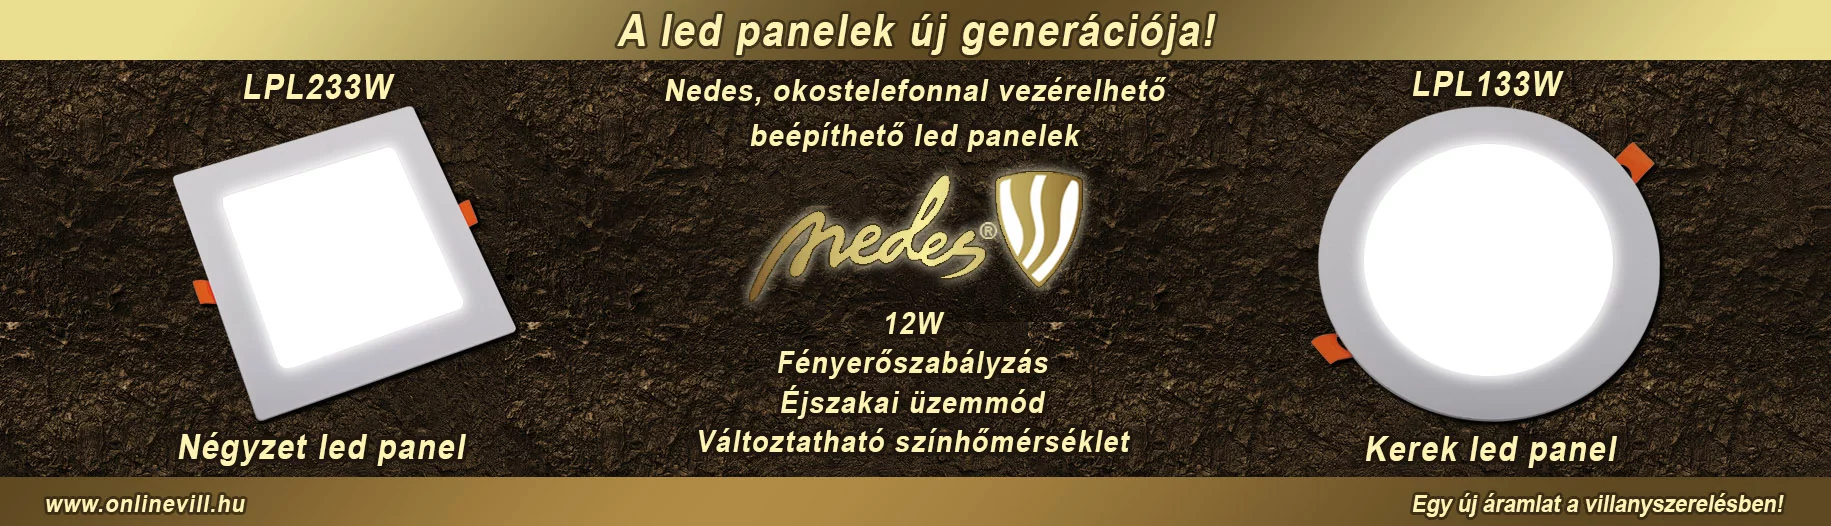 A led panelek új generációja!
LPL233W
Nedes, okostelefonnal vezérelhető
beépíthető led panelek
LPL133W
nedes®
12W
Fényerőszabályzás
Éjszakai üzemmód
Változtatható színhőmérséklet
Négyzet led panel
Kerek led panel
www.onlinevill.hu
Egy új áramlat a villanyszerelésben!